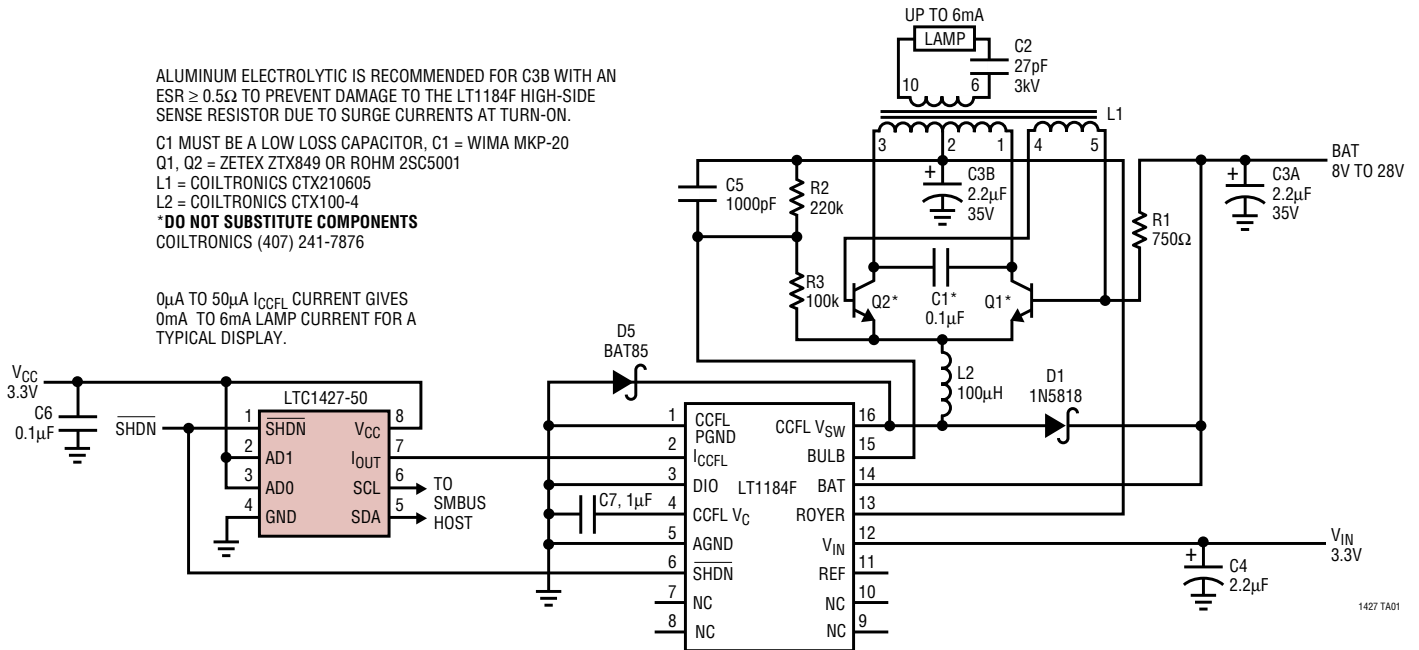 UP TO 6mA
LAMP
C2
27pF
3kV
10
6
L1
ALUMINUM ELECTROLYTIC IS RECOMMENDED FOR C3B WITH AN
ESR ≥ 0.5Ω TO PREVENT DAMAGE TO THE LT1184F HIGH-SIDE
SENSE RESISTOR DUE TO SURGE CURRENTS AT TURN-ON.
C1 MUST BE A LOW LOSS CAPACITOR, C1 = WIMA MKP-20
Q1, Q2 = ZETEX ZTX849 OR ROHM 2SC5001
L1 = COILTRONICS CTX210605
L2 = COILTRONICS CTX100-4
*DO NOT SUBSTITUTE COMPONENTS
COILTRONICS (407) 241-7876
0µA TO 50µA ICCFL CURRENT GIVES
0mA TO 6mA LAMP CURRENT FOR A
TYPICAL DISPLAY.
3
2
1
4
5
BAT
8V TO 28V
C5
1000pF
R2
220k
+
C3B
2.2µF
35V
R1
750Ω
+
C3A
2.2µF
35V
R3
100k
Q2*
C1*
0.1µF
Q1*
D5
BAT85
L2
100µH
D1
1N5818
VCC
3.3V
C6
0.1µF
SHDN
LTC1427-50
1
SHDN
2
AD1
3
AD0
4
GND
VCC
8
IOUT
7
SCL
6
SDA
5
TO
SMBUS
HOST
C7, 1µF
LT1184F
1
CCFL
PGND
2
ICCFL
3
DIO
4
CCFL VC
5
AGND
6
SHDN
7
NC
8
NC
CCFL VSW
16
BULB
15
BAT
14
ROYER
13
VIN
12
REF
11
NC
10
NC
9
VIN
3.3V
+
C4
2.2µF
1427 TA01